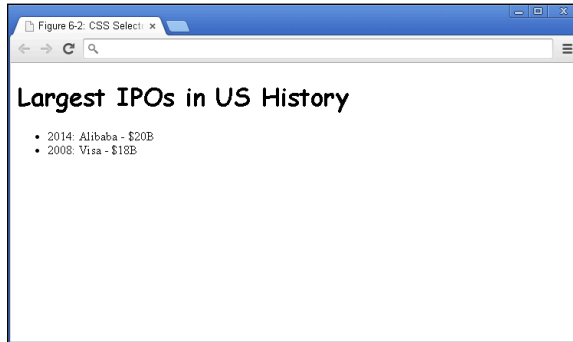 Figure 6-2: CSS Select
Largest IPOs in US History
2014: Alibaba - $20B
2008: Visa - $18B